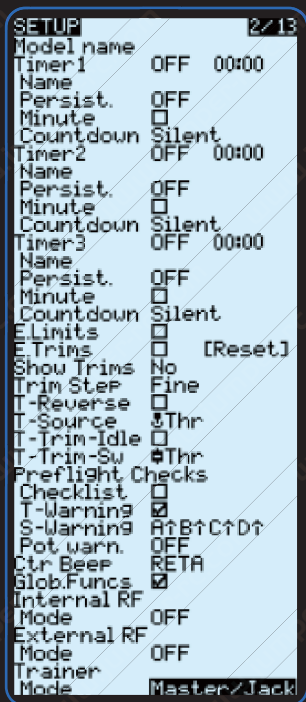 SETUP 2/13
Model name
Timer1 OFF 00:00
Name
Persist. OFF
Minute
Countdown Silent
Timer2 OFF 00:00
Name
Persist. OFF
Minute
Countdown Silent
Timer3 OFF 00:00
Name
Persist. OFF
Minute
Countdown Silent
E.Limits
E.Trims [Reset]
Show Trims No
Trim Step Fine
T-Reverse
T-Source Thr
T-Trim-Idle
T-Trim-Sw Thr
Preflight Checks
Checklist
T-Warning
S-Warning A↑B↑C↑D↑
Pot warn. OFF
Ctr Beep RETA
Glob.Funcs
Internal RF
Mode OFF
External RF
Mode OFF
Trainer
Mode Master/Jack